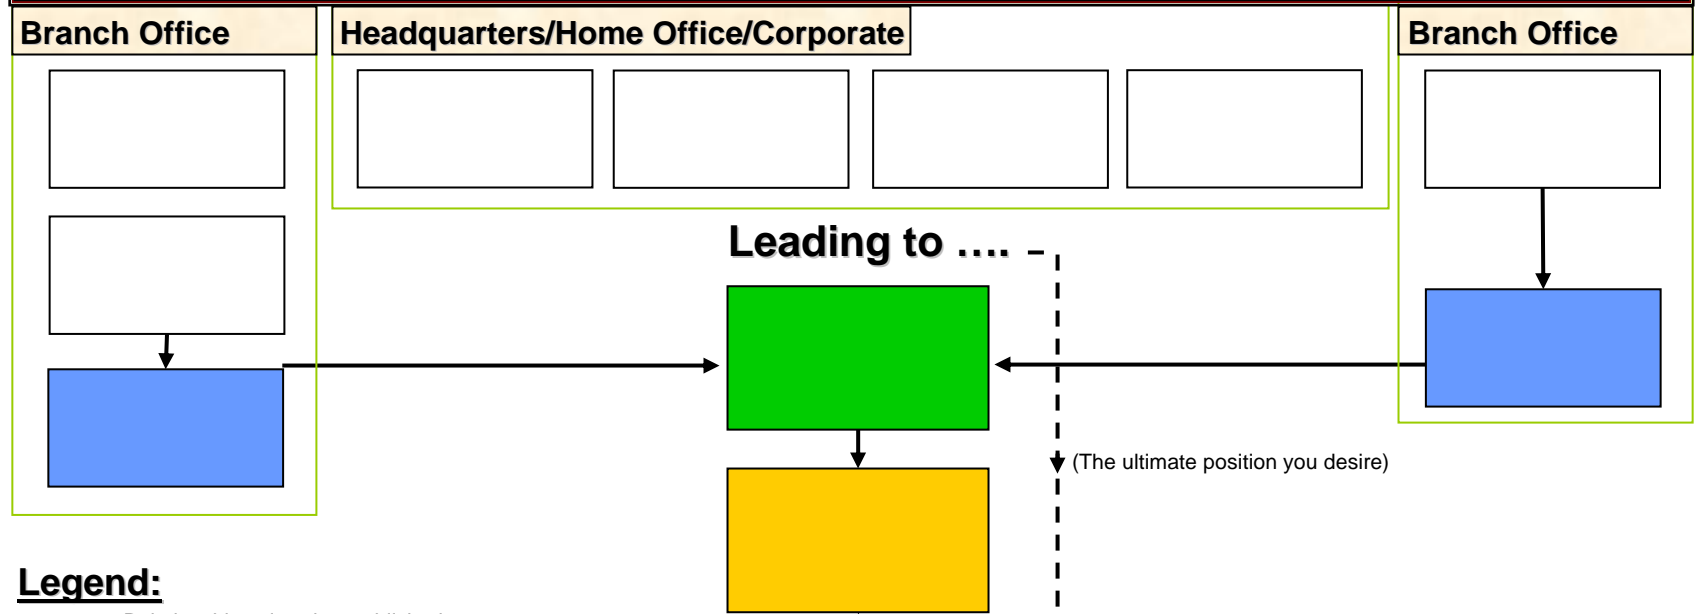 Branch Office
Headquarters/Home Office/Corporate
Branch Office
Leading to ....
(The ultimate position you desire)
Legend: